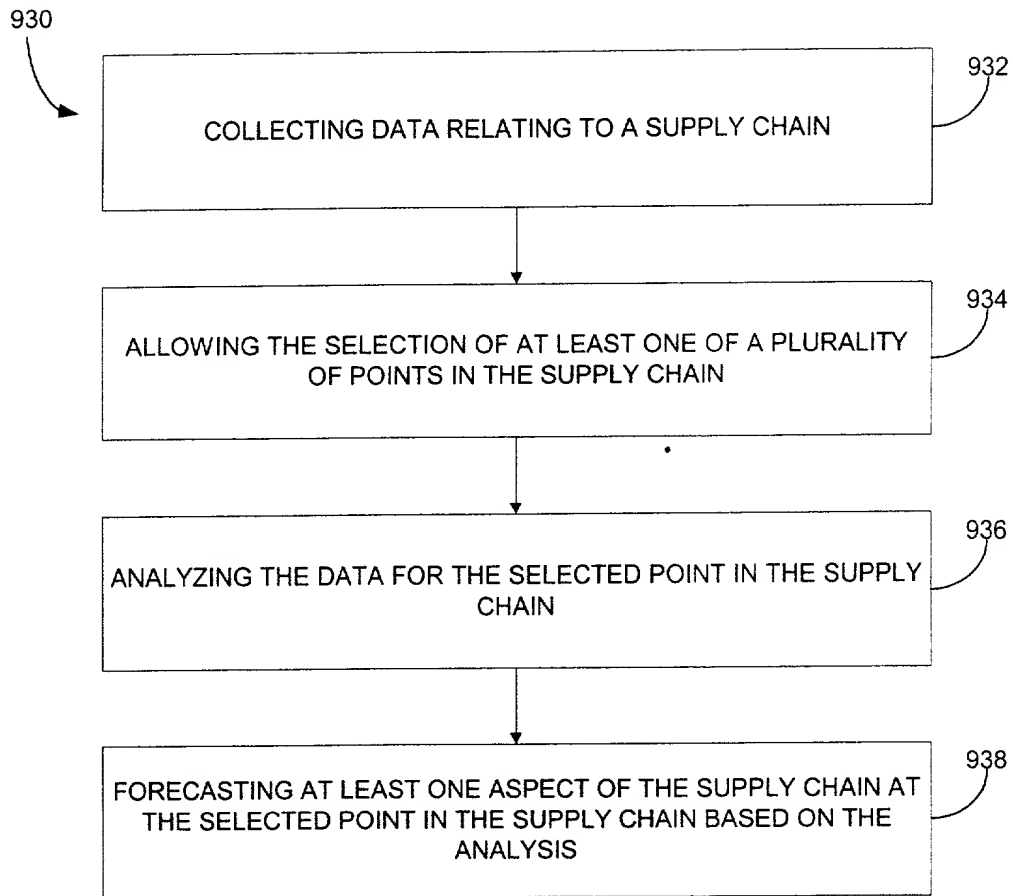 930
932
COLLECTING DATA RELATING TO A SUPPLY CHAIN
934
ALLOWING THE SELECTION OF AT LEAST ONE OF A PLURALITY
OF POINTS IN THE SUPPLY CHAIN
936
ANALYZING THE DATA FOR THE SELECTED POINT IN THE SUPPLY
CHAIN
938
FORECASTING AT LEAST ONE ASPECT OF THE SUPPLY CHAIN AT
THE SELECTED POINT IN THE SUPPLY CHAIN BASED ON THE
ANALYSIS